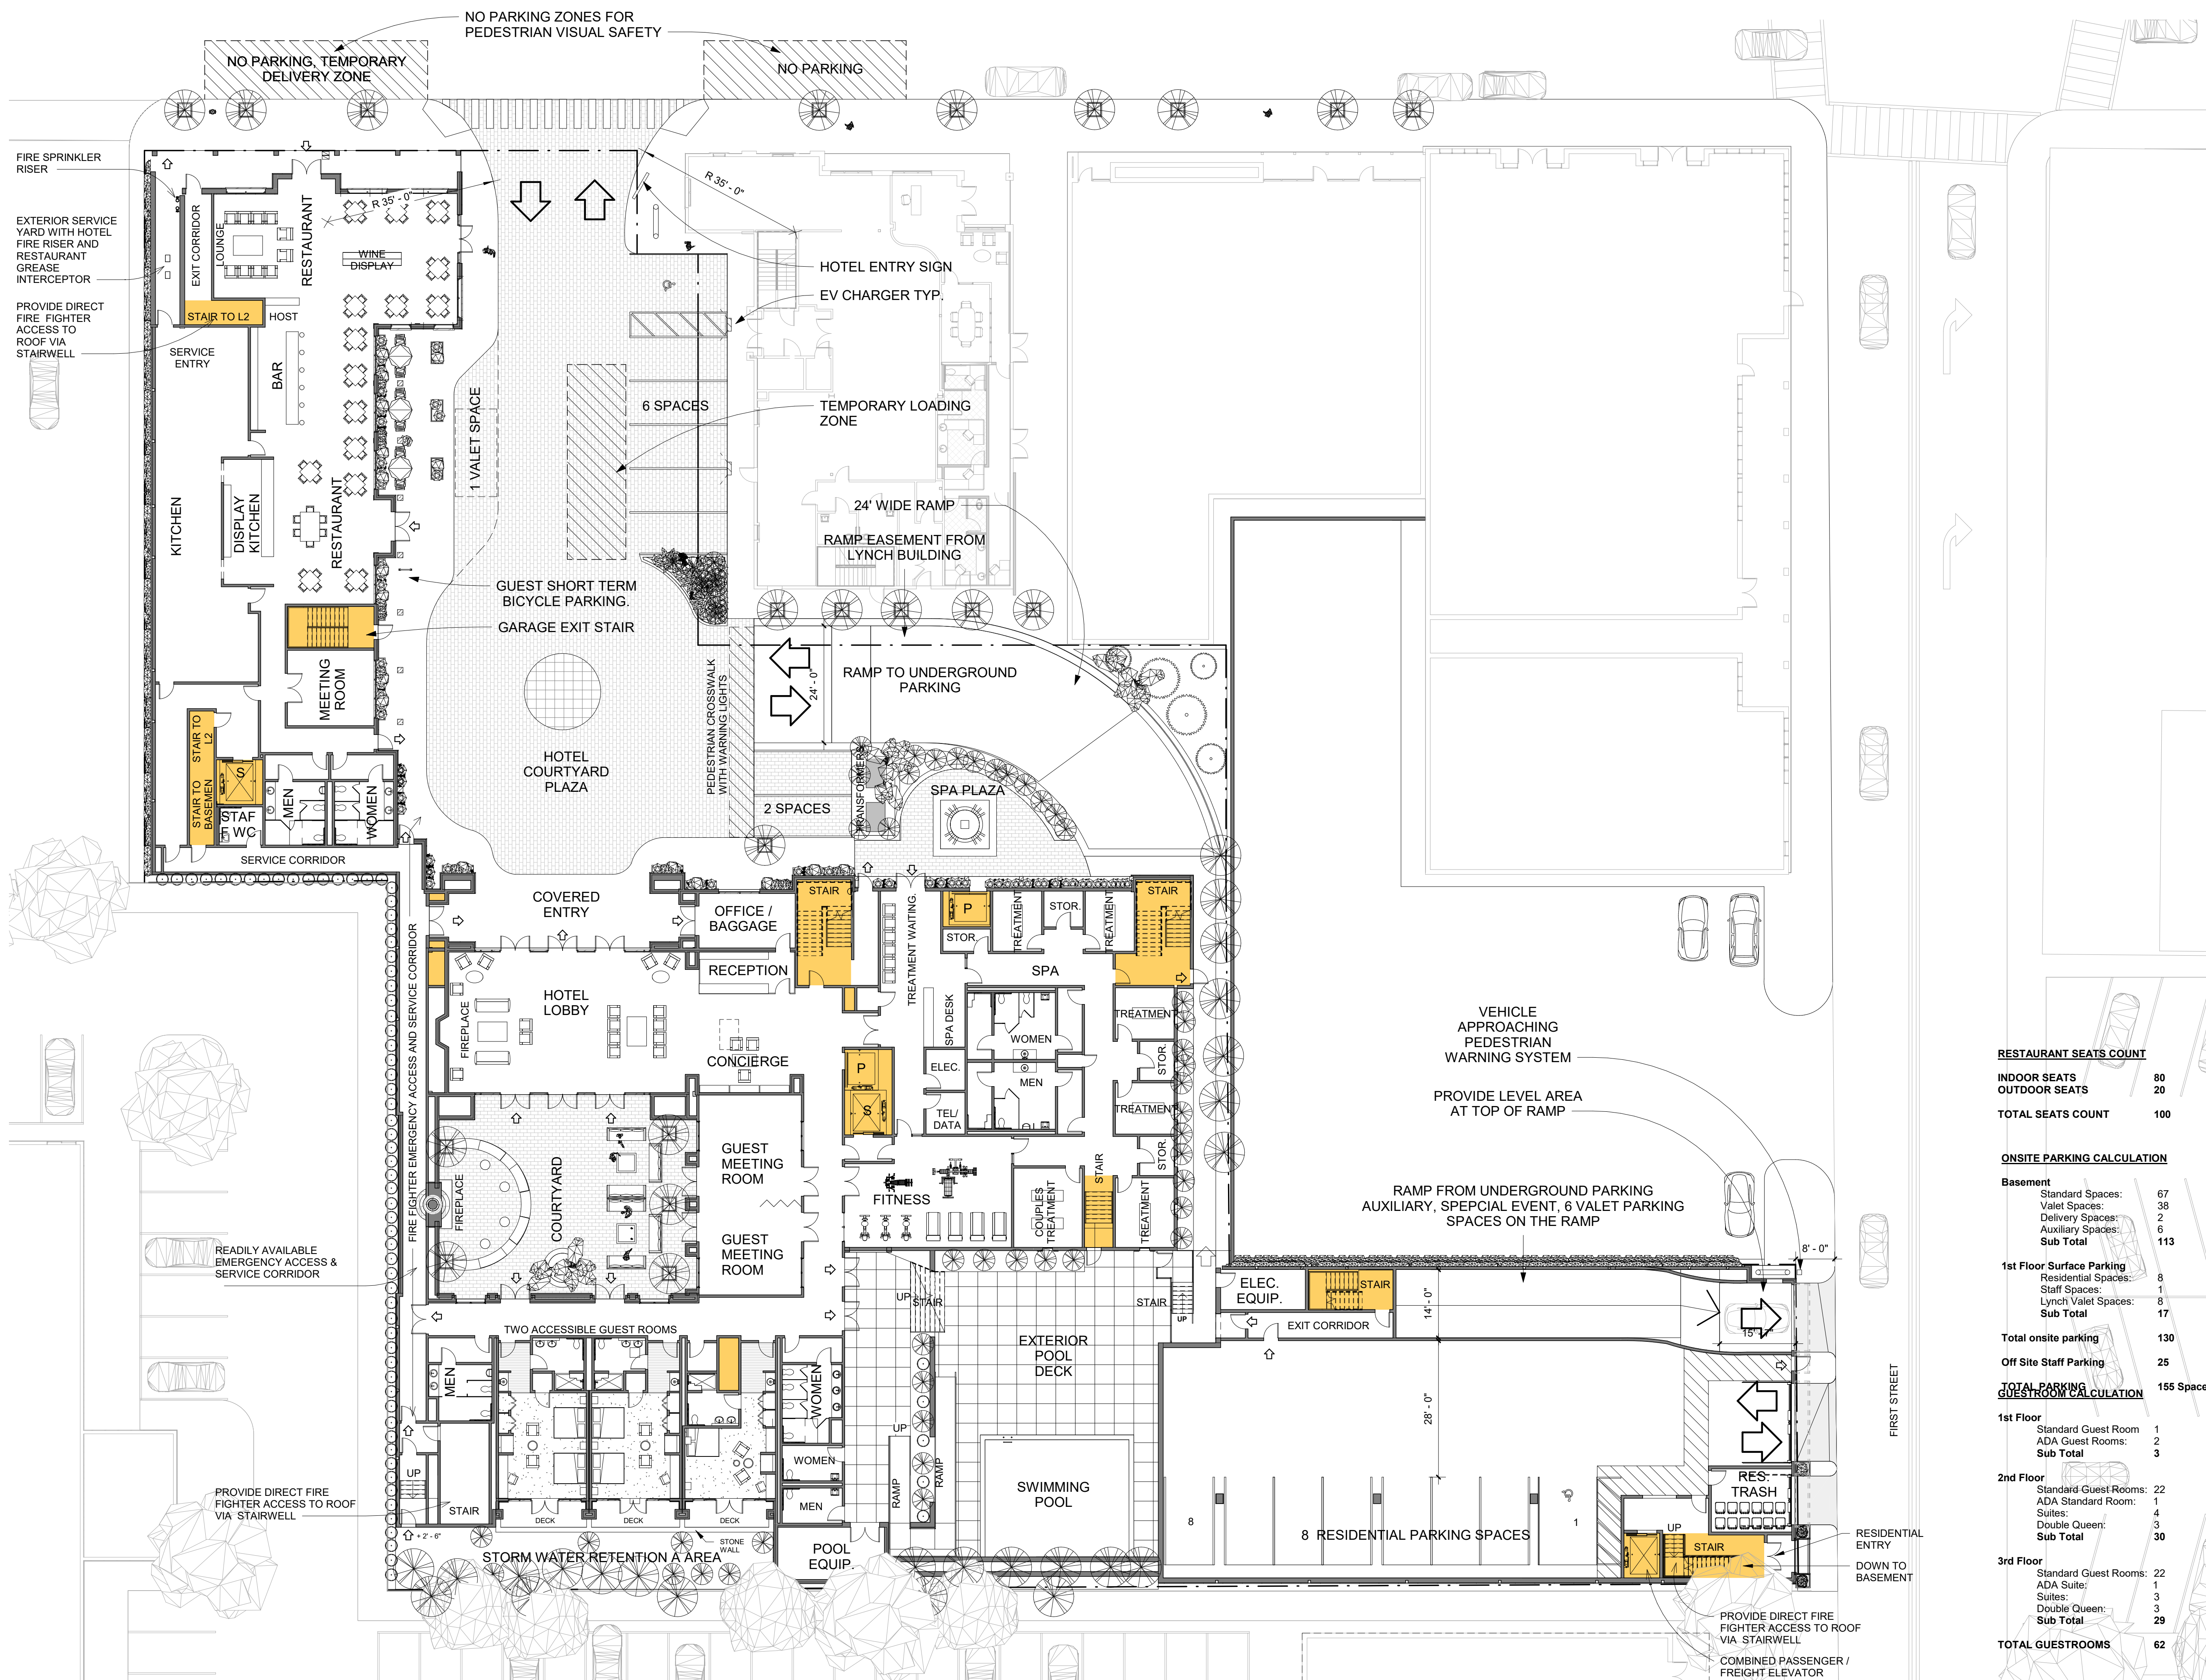 NO PARKING ZONES FOR
PEDESTRIAN VISUAL SAFETY
NO PARKING, TEMPORARY
DELIVERY ZONE
NO PARKING
FIRE SPRINKLER
RISER
EXTERIOR SERVICE
YARD WITH HOTEL
FIRE RISER AND
RESTAURANT
GREASE
INTERCEPTOR
PROVIDE DIRECT
FIRE FIGHTER
ACCESS TO
ROOF VIA
STAIRWELL
EXIT CORRIDOR
LOUNGE
RESTAURANT
R 35' - 0"
WINE
DISPLAY
STAIR TO L2
HOST
SERVICE
ENTRY
BAR
KITCHEN
DISPLAY
KITCHEN
RESTAURANT
1 VALET SPACE
R 35' - 0"
HOTEL ENTRY SIGN
EV CHARGER TYP.
6 SPACES
TEMPORARY LOADING
ZONE
24' WIDE RAMP
RAMP EASEMENT FROM
LYNCH BUILDING
GUEST SHORT TERM
BICYCLE PARKING.
GARAGE EXIT STAIR
MEETING
ROOM
STAIR TO
L2
STAIR TO
BASEMEN
S
STAF
F WC
MEN
WOMEN
SERVICE CORRIDOR
HOTEL
COURTYARD
PLAZA
PEDESTRIAN CROSSWALK
WITH WARNING LIGHTS
24' - 0"
RAMP TO UNDERGROUND
PARKING
2 SPACES
TRANSFORMERS
SPA PLAZA
COVERED
ENTRY
OFFICE /
BAGGAGE
STAIR
TREATMENT WAITING.
P
STOR.
TREATMENT
STOR.
TREATMENT
STAIR
RECEPTION
SPA
HOTEL
LOBBY
FIREPLACE
CONCIERGE
SPA DESK
WOMEN
MEN
ELEC.
TEL/
DATA
P
S
TREATMENT
STOR.
TREATMENT
STOR.
FIRE FIGHTER EMERGENCY ACCESS AND SERVICE CORRIDOR
FIREPLACE
COURTYARD
GUEST
MEETING
ROOM
GUEST
MEETING
ROOM
FITNESS
COUPLES
TREATMENT
STAIR
TREATMENT
READILY AVAILABLE
EMERGENCY ACCESS &
SERVICE CORRIDOR
TWO ACCESSIBLE GUEST ROOMS
MEN
WOMEN
WOMEN
MEN
UP
STAIR
DECK
DECK
DECK
+ 2' - 6"
STONE
WALL
STORM WATER RETENTION A AREA
POOL
EQUIP.
PROVIDE DIRECT FIRE
FIGHTER ACCESS TO ROOF
VIA STAIRWELL
UP
STAIR
UP
RAMP
RAMP
EXTERIOR
POOL
DECK
STAIR
UP
SWIMMING
POOL
VEHICLE
APPROACHING
PEDESTRIAN
WARNING SYSTEM
PROVIDE LEVEL AREA
AT TOP OF RAMP
RAMP FROM UNDERGROUND PARKING
AUXILIARY, SPEPCIAL EVENT, 6 VALET PARKING
SPACES ON THE RAMP
8' - 0"
ELEC.
EQUIP.
STAIR
EXIT CORRIDOR
14' - 0"
15' - 7"
28' - 0"
8
8 RESIDENTIAL PARKING SPACES
1
RES.
TRASH
UP
STAIR
FIRST STREET
RESIDENTIAL
ENTRY
DOWN TO
BASEMENT
PROVIDE DIRECT FIRE
FIGHTER ACCESS TO ROOF
VIA STAIRWELL
COMBINED PASSENGER /
FREIGHT ELEVATOR
RESTAURANT SEATS COUNT
INDOOR SEATS 80
OUTDOOR SEATS 20
TOTAL SEATS COUNT 100
ONSITE PARKING CALCULATION
Basement
Standard Spaces: 67
Valet Spaces: 38
Delivery Spaces: 2
Auxiliary Spaces: 6
Sub Total 113
1st Floor Surface Parking
Residential Spaces: 8
Staff Spaces: 1
Lynch Valet Spaces: 8
Sub Total 17
Total onsite parking 130
Off Site Staff Parking 25
TOTAL PARKING 155 Space
GUESTROOM CALCULATION
1st Floor
Standard Guest Room 1
ADA Guest Rooms: 2
Sub Total 3
2nd Floor
Standard Guest Rooms: 22
ADA Standard Room: 1
Suites: 4
Double Queen: 3
Sub Total 30
3rd Floor
Standard Guest Rooms: 22
ADA Suite: 1
Suites: 3
Double Queen: 3
Sub Total 29
TOTAL GUESTROOMS 62